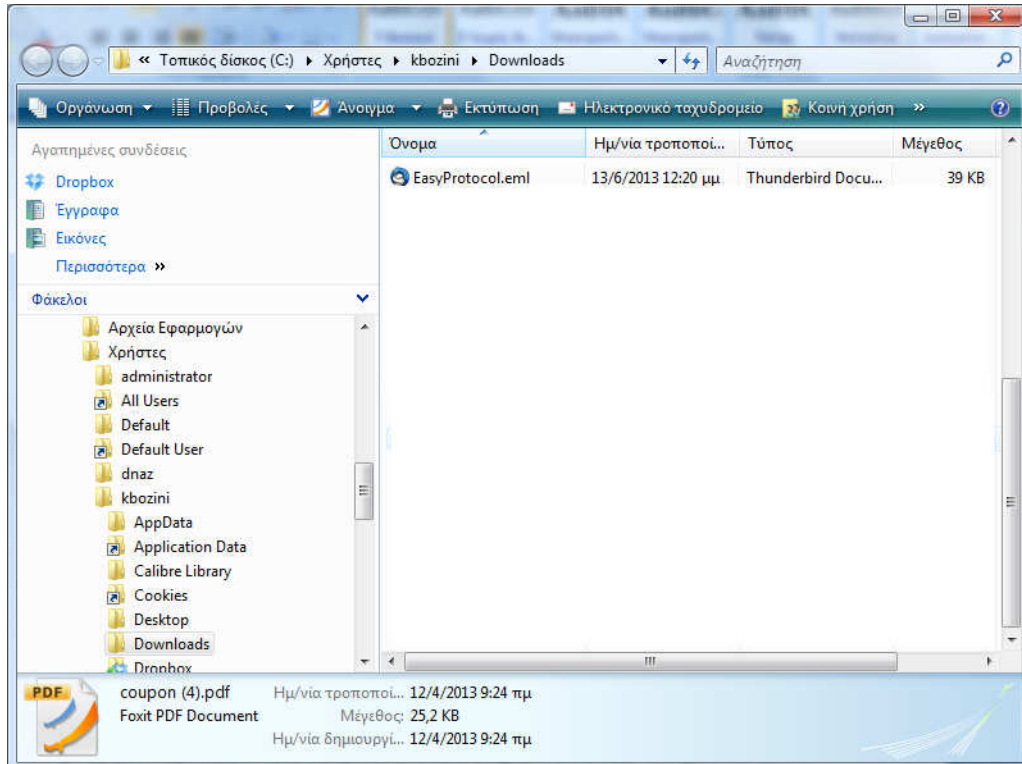 « Τοπικός δίσκος (C:) Χρήστες kbozini Downloads
Αναζήτηση
Οργάνωση Προβολές Άνοιγμα Εκτύπωση Ηλεκτρονικό ταχυδρομείο Κοινή χρήση »
Αγαπημένες συνδέσεις
Dropbox
Έγγραφα
Εικόνες
Περισσότερα »
Φάκελοι
Αρχεία Εφαρμογών
Χρήστες
administrator
All Users
Default
Default User
dnaz
kbozini
AppData
Application Data
Calibre Library
Cookies
Desktop
Downloads
Dropbox
Όνομα Ημ/νία τροποποί... Τύπος Μέγεθος
EasyProtocol.eml 13/6/2013 12:20 μμ Thunderbird Docu... 39 KB
PDF
coupon (4).pdf Ημ/νία τροποποί... 12/4/2013 9:24 πμ
Foxit PDF Document Μέγεθος: 25,2 KB
Ημ/νία δημιουργί... 12/4/2013 9:24 πμ